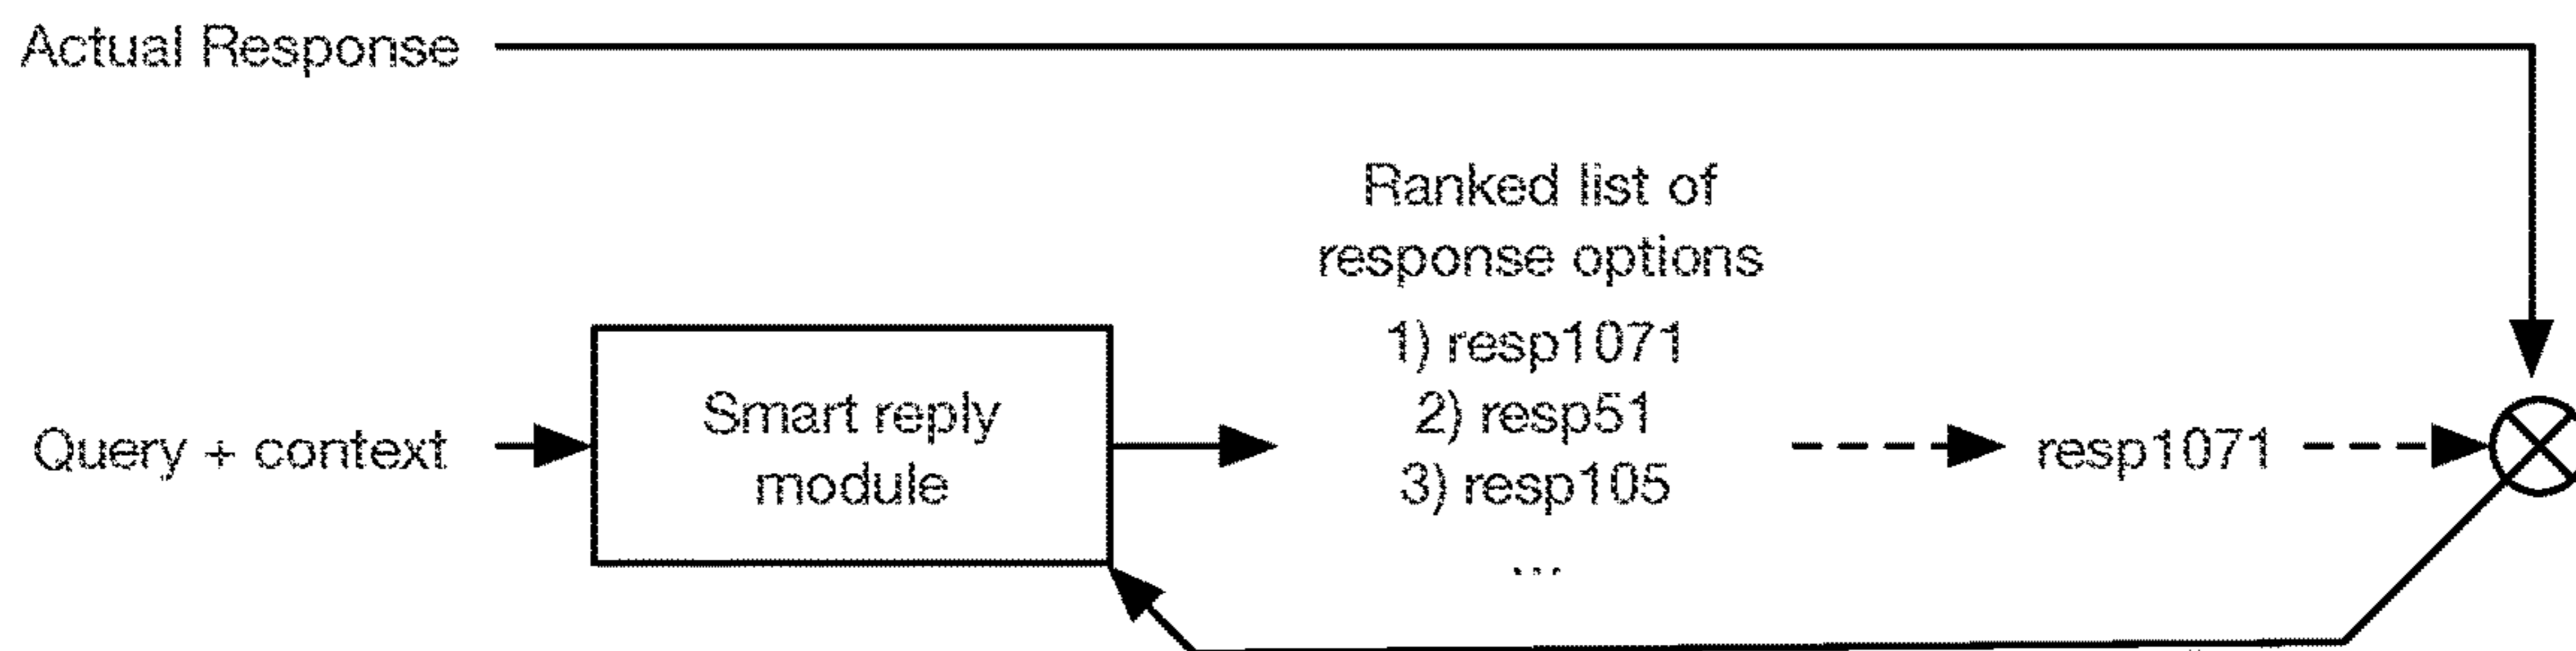 Actual Response
Ranked list of
response options
1) resp1071
2) resp51
3) resp105
...
Query + context
Smart reply
module
resp1071